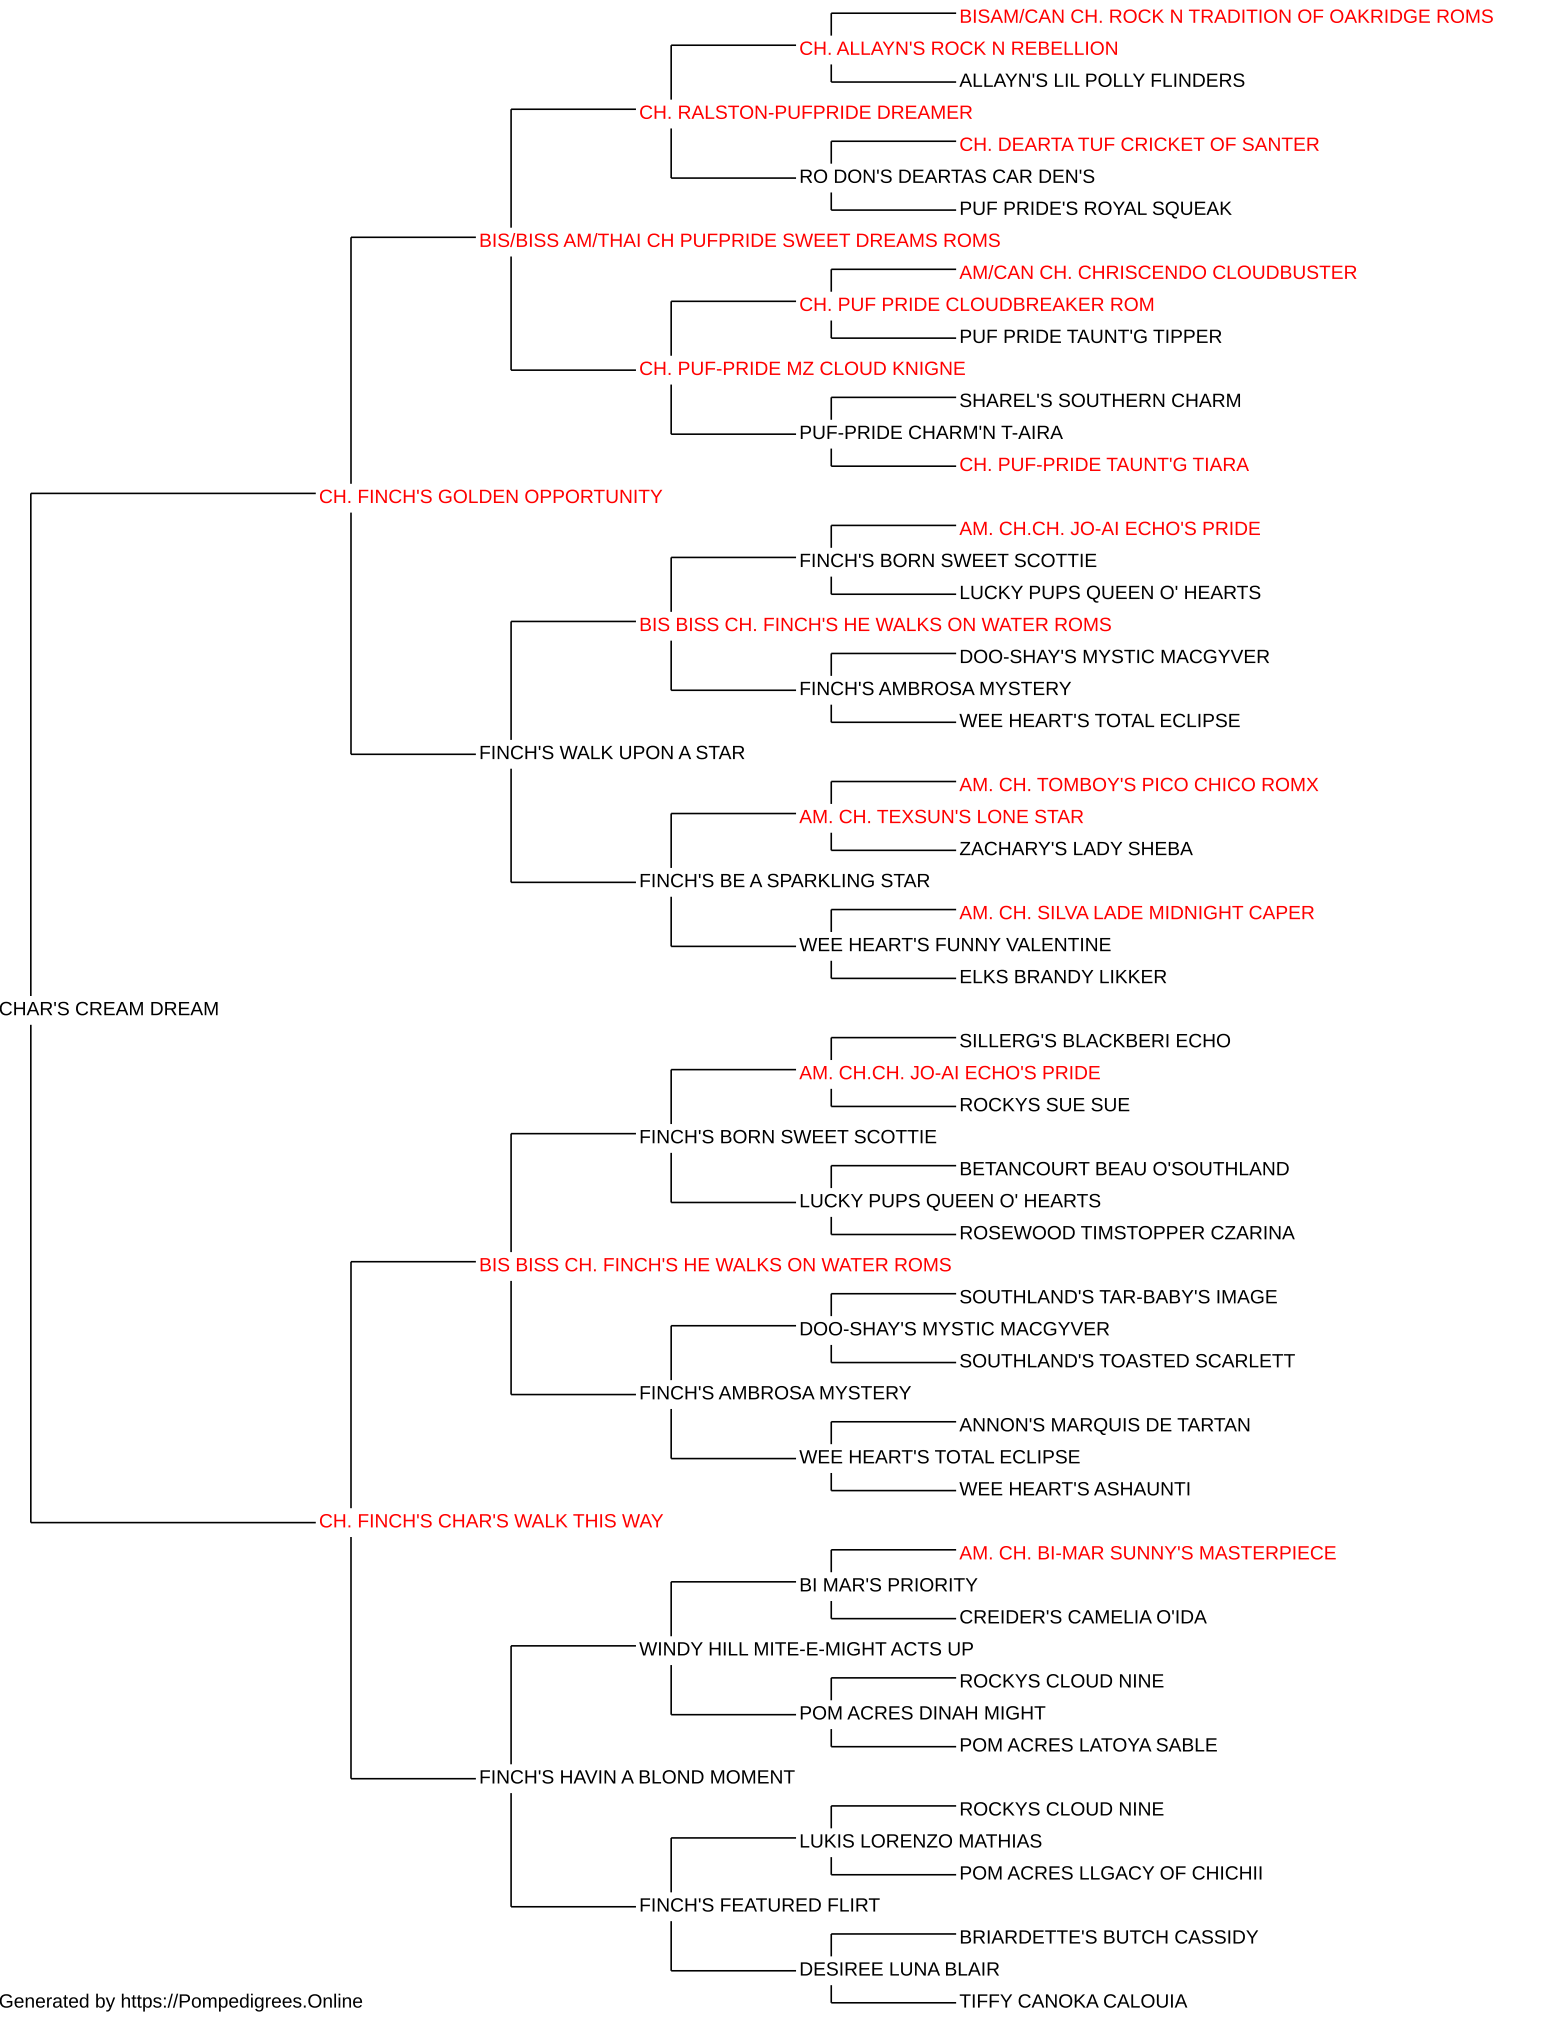 BISAM/CAN CH. ROCK N TRADITION OF OAKRIDGE ROMS
CH. ALLAYN'S ROCK N REBELLION
ALLAYN'S LIL POLLY FLINDERS
CH. RALSTON-PUFPRIDE DREAMER
CH. DEARTA TUF CRICKET OF SANTER
RO DON'S DEARTAS CAR DEN'S
PUF PRIDE'S ROYAL SQUEAK
BIS/BISS AM/THAI CH PUFPRIDE SWEET DREAMS ROMS
AM/CAN CH. CHRISCENDO CLOUDBUSTER
CH. PUF PRIDE CLOUDBREAKER ROM
PUF PRIDE TAUNT'G TIPPER
CH. PUF-PRIDE MZ CLOUD KNIGNE
SHAREL'S SOUTHERN CHARM
PUF-PRIDE CHARM'N T-AIRA
CH. PUF-PRIDE TAUNT'G TIARA
CH. FINCH'S GOLDEN OPPORTUNITY
AM. CH.CH. JO-AI ECHO'S PRIDE
FINCH'S BORN SWEET SCOTTIE
LUCKY PUPS QUEEN O' HEARTS
BIS BISS CH. FINCH'S HE WALKS ON WATER ROMS
DOO-SHAY'S MYSTIC MACGYVER
FINCH'S AMBROSA MYSTERY
WEE HEART'S TOTAL ECLIPSE
FINCH'S WALK UPON A STAR
AM. CH. TOMBOY'S PICO CHICO ROMX
AM. CH. TEXSUN'S LONE STAR
ZACHARY'S LADY SHEBA
FINCH'S BE A SPARKLING STAR
AM. CH. SILVA LADE MIDNIGHT CAPER
WEE HEART'S FUNNY VALENTINE
ELKS BRANDY LIKKER
CHAR'S CREAM DREAM
SILLERG'S BLACKBERI ECHO
AM. CH.CH. JO-AI ECHO'S PRIDE
ROCKYS SUE SUE
FINCH'S BORN SWEET SCOTTIE
BETANCOURT BEAU O'SOUTHLAND
LUCKY PUPS QUEEN O' HEARTS
ROSEWOOD TIMSTOPPER CZARINA
BIS BISS CH. FINCH'S HE WALKS ON WATER ROMS
SOUTHLAND'S TAR-BABY'S IMAGE
DOO-SHAY'S MYSTIC MACGYVER
SOUTHLAND'S TOASTED SCARLETT
FINCH'S AMBROSA MYSTERY
ANNON'S MARQUIS DE TARTAN
WEE HEART'S TOTAL ECLIPSE
WEE HEART'S ASHAUNTI
CH. FINCH'S CHAR'S WALK THIS WAY
AM. CH. BI-MAR SUNNY'S MASTERPIECE
BI MAR'S PRIORITY
CREIDER'S CAMELIA O'IDA
WINDY HILL MITE-E-MIGHT ACTS UP
ROCKYS CLOUD NINE
POM ACRES DINAH MIGHT
POM ACRES LATOYA SABLE
FINCH'S HAVIN A BLOND MOMENT
ROCKYS CLOUD NINE
LUKIS LORENZO MATHIAS
POM ACRES LLGACY OF CHICHII
FINCH'S FEATURED FLIRT
BRIARDETTE'S BUTCH CASSIDY
DESIREE LUNA BLAIR
TIFFY CANOKA CALOUIA
Generated by https://Pompedigrees.Online